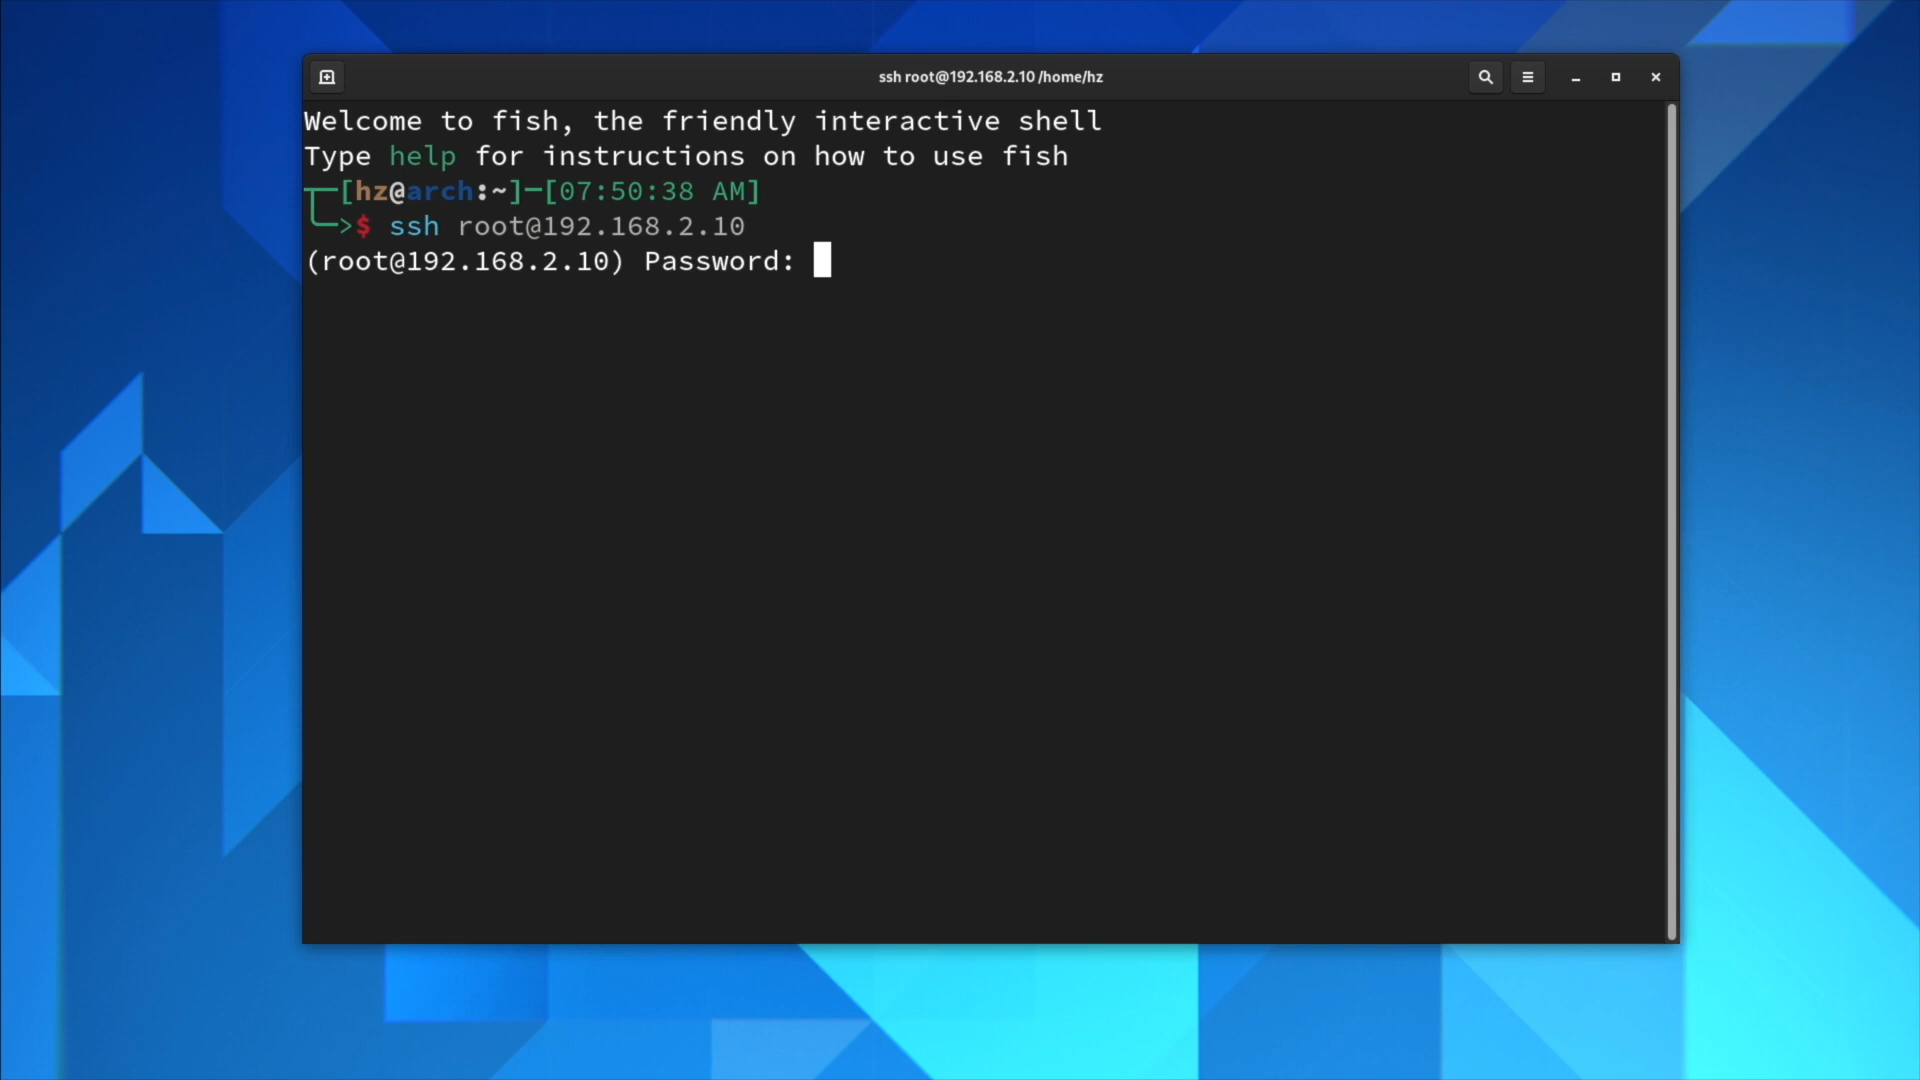 ssh root@192.168.2.10 /home/hz
Welcome to fish, the friendly interactive shell
Type help for instructions on how to use fish
[hz@arch:~]─[07:50:38 AM]
>$ ssh root@192.168.2.10
(root@192.168.2.10) Password: